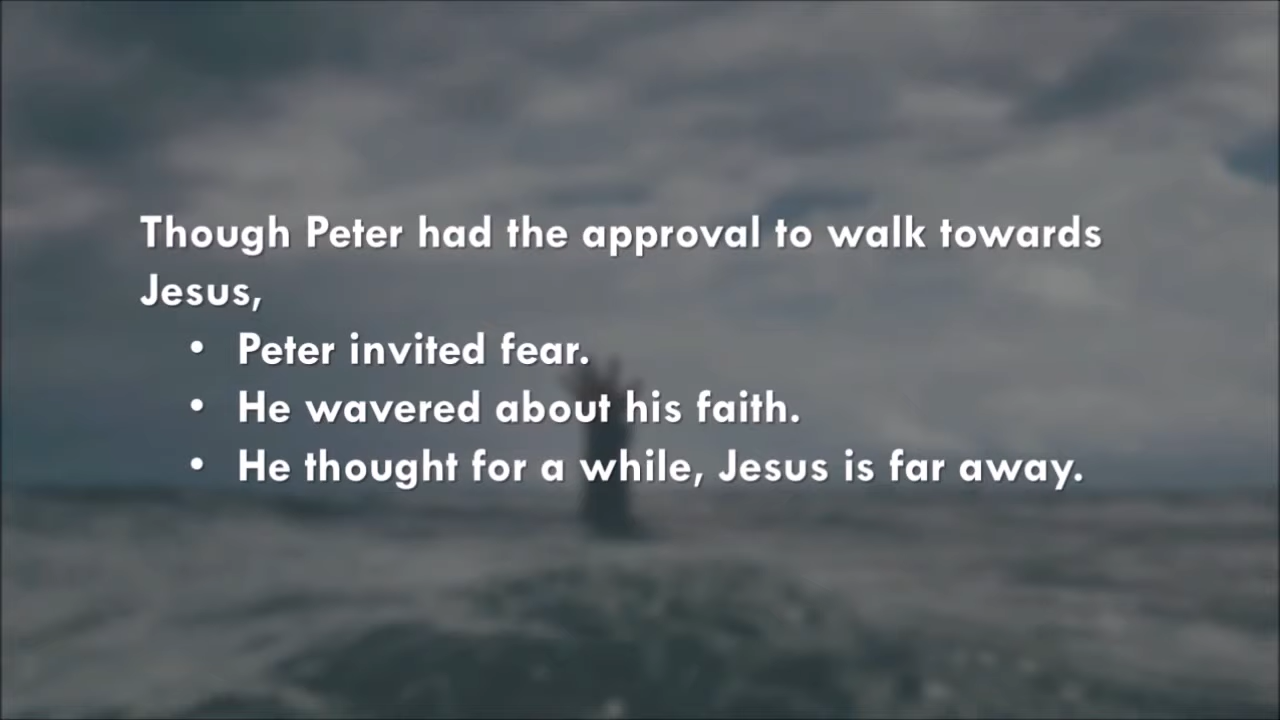 Though Peter had the approval to walk towards
Jesus,
• Peter invited fear.
• He wavered about his faith.
• He thought for a while, Jesus is far away.